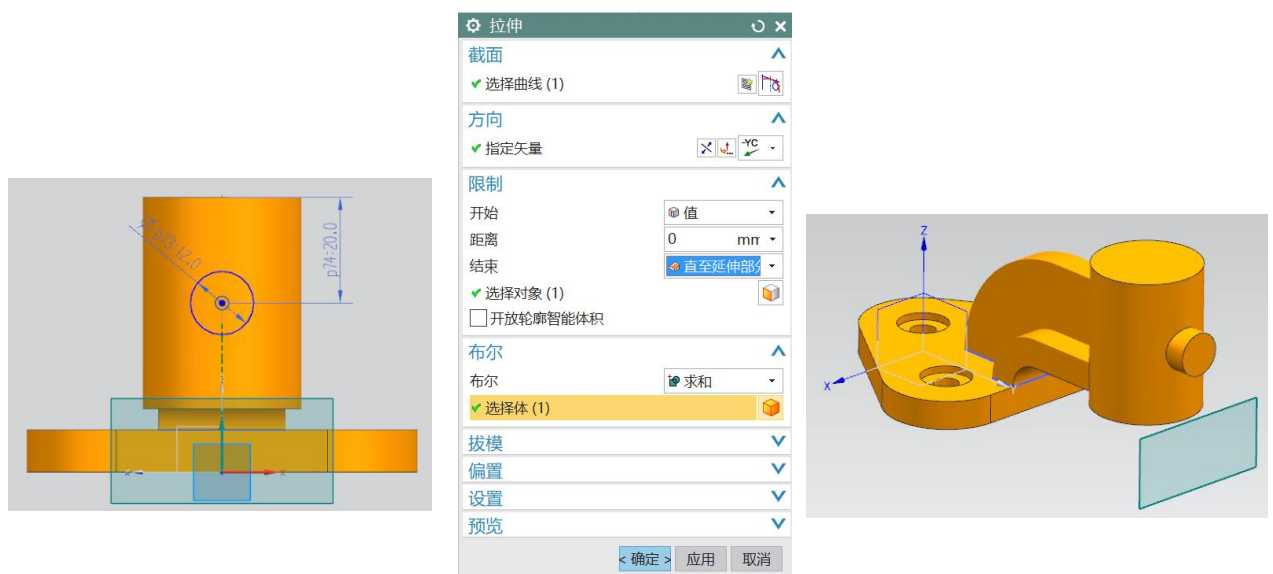 p73:12.0
p74:20.0
X
X
拉伸
截面
选择曲线 (1)
方向
指定矢量
-YC
限制
开始
值
距离
0 mm
结束
直至延伸部分
选择对象 (1)
开放轮廓智能体积
布尔
布尔
求和
选择体 (1)
拔模
偏置
设置
预览
< 确定 >
应用
取消
Z
X
Y